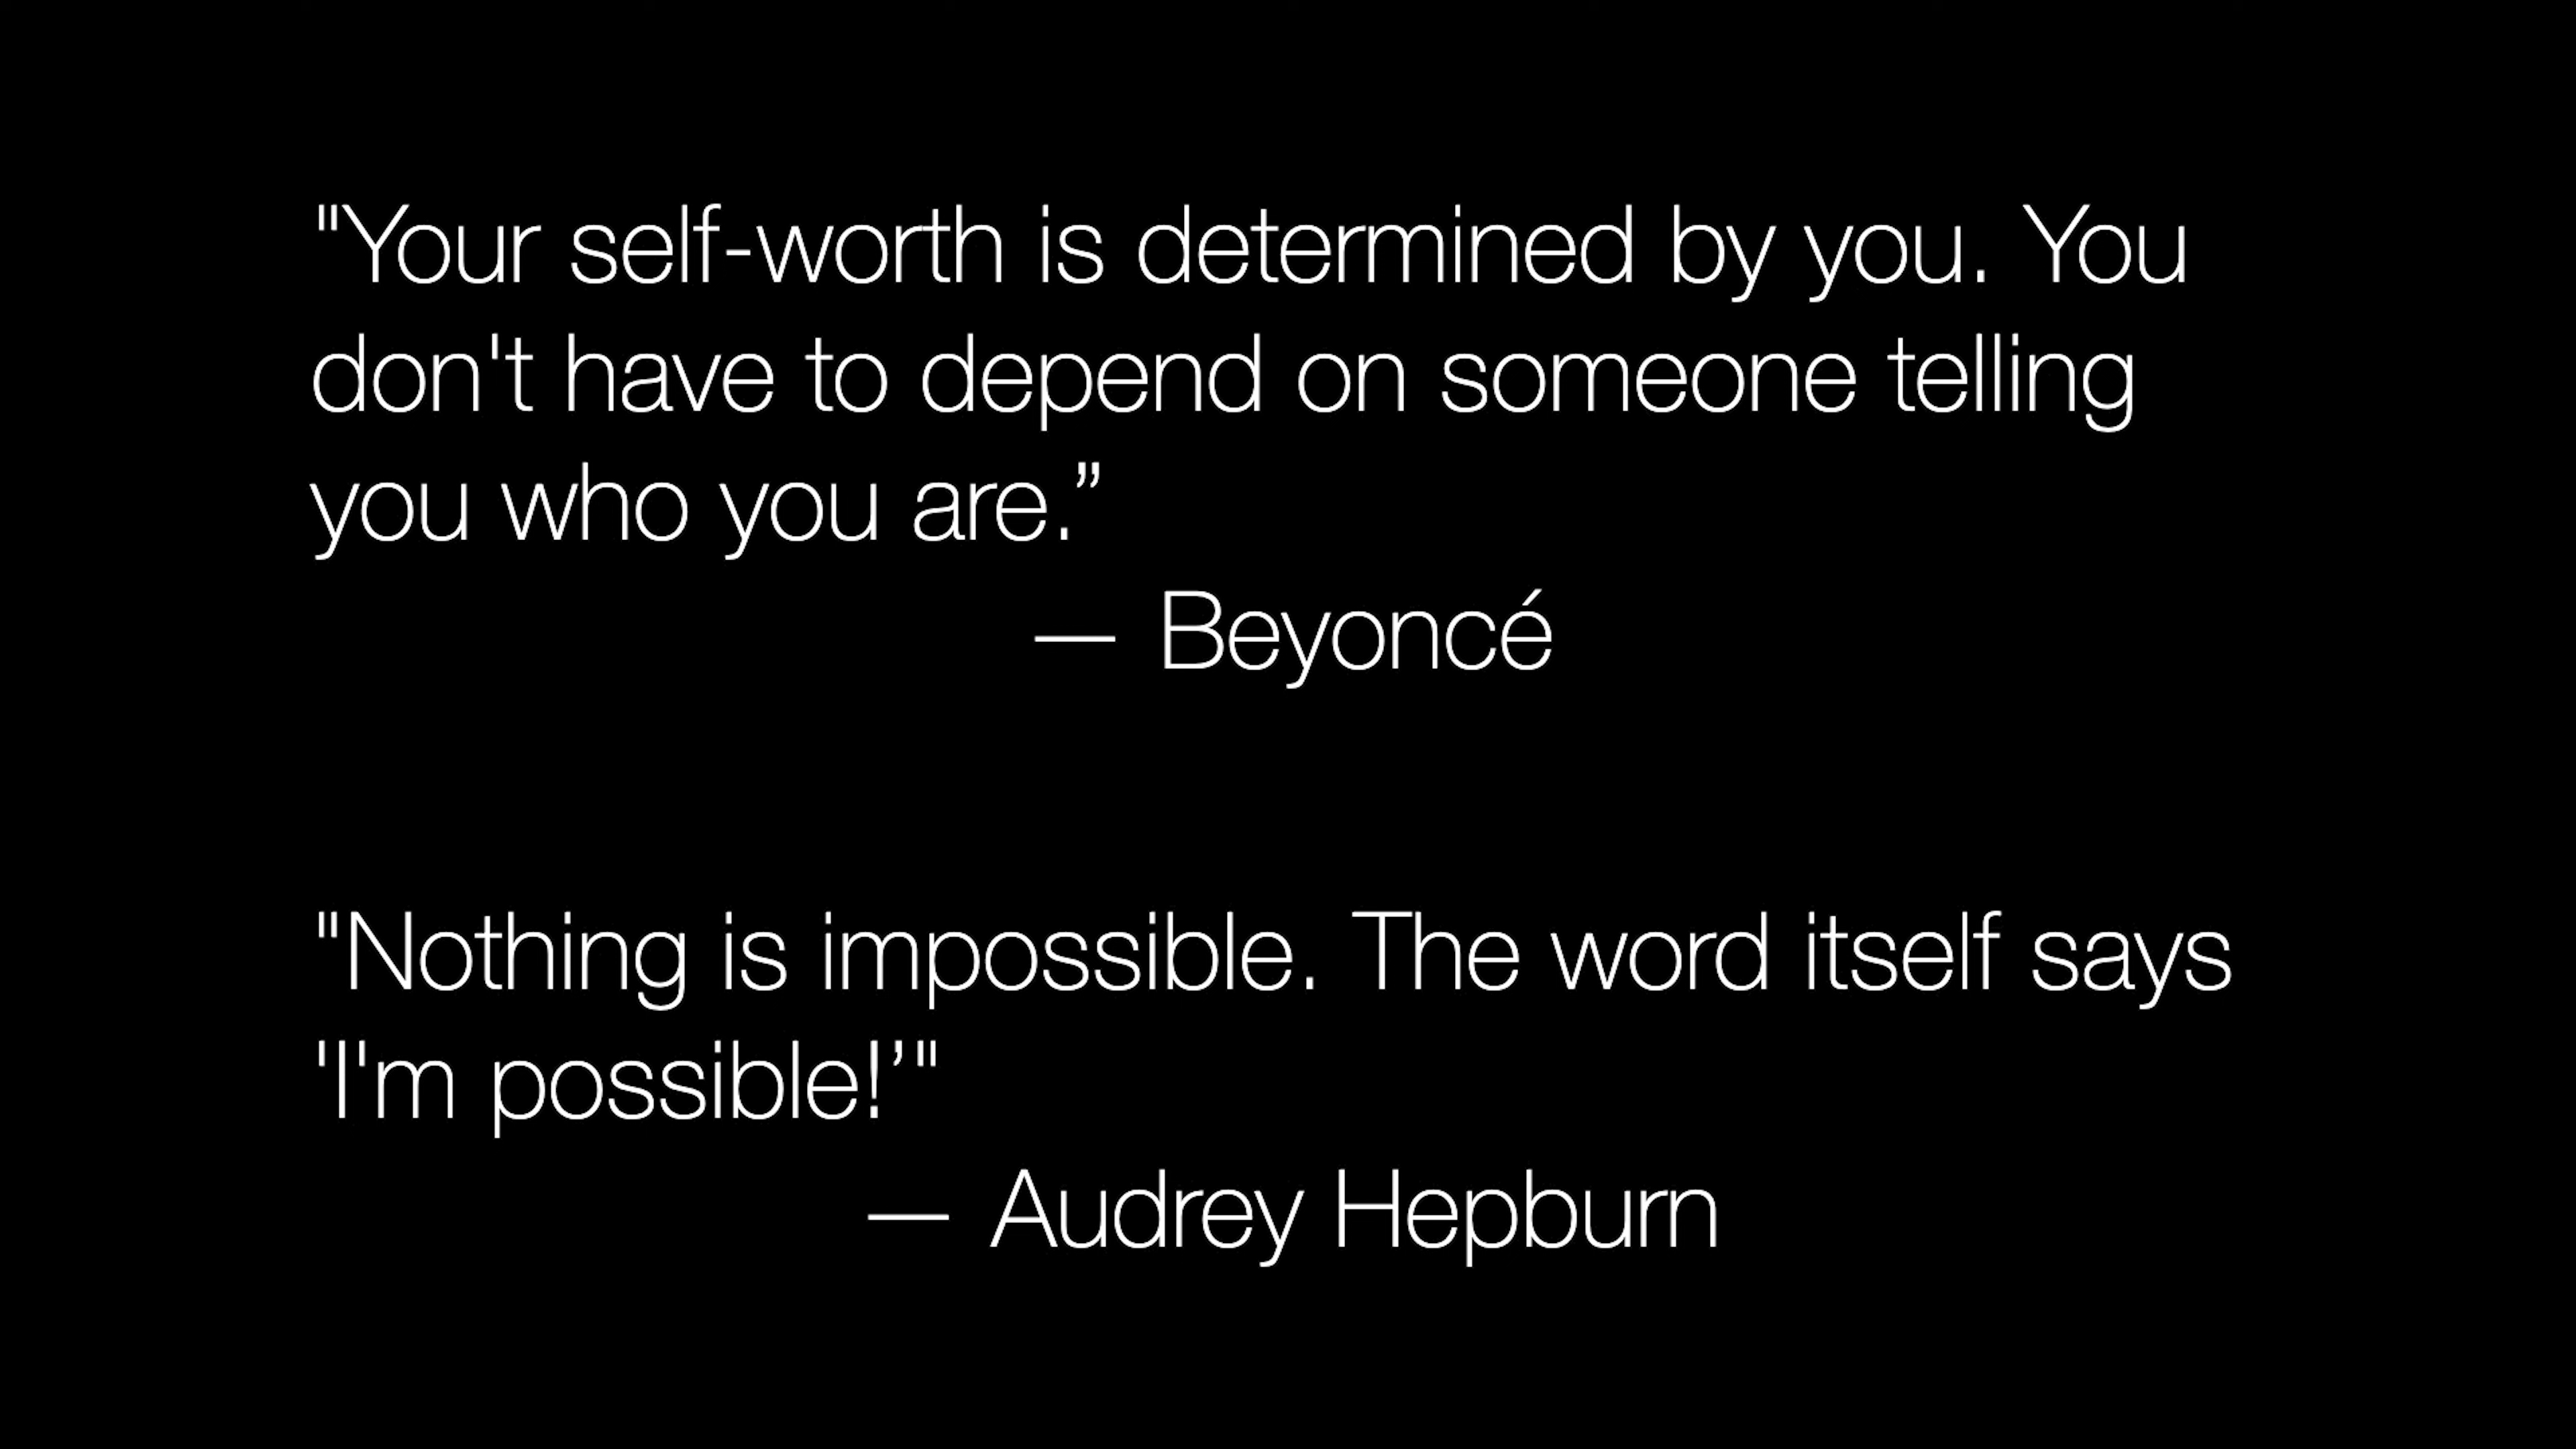 "Your self-worth is determined by you. You
don't have to depend on someone telling
you who you are.”
— Beyoncé
"Nothing is impossible. The word itself says
'I'm possible!’"
— Audrey Hepburn